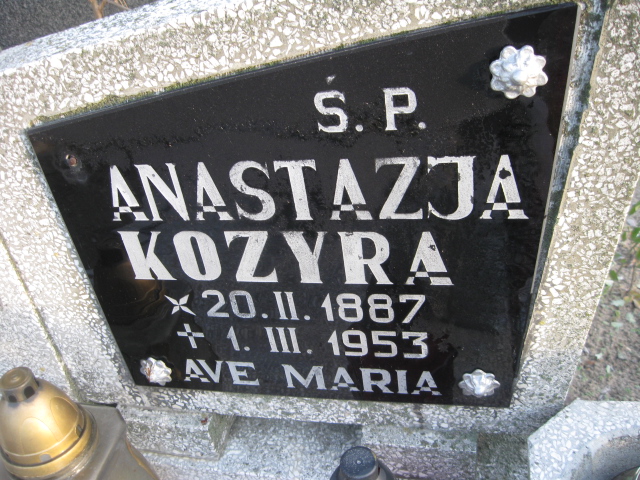 Ś.P.
ANASTAZJA
KOZYRA
20.II.1887
+ 1.III.1953
AVE MARIA